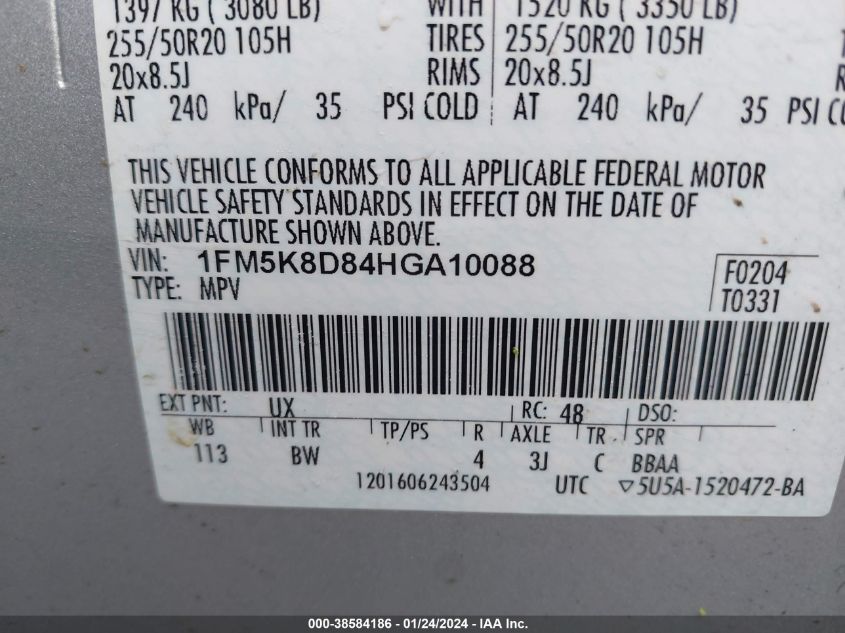 1397 KG ( 3080 LB) WITH 1520 KG ( 3350 LB)
255/50R20 105H TIRES 255/50R20 105H
20x8.5J RIMS 20x8.5J
AT 240 kPa/ 35 PSI COLD AT 240 kPa/ 35 PSI
THIS VEHICLE CONFORMS TO ALL APPLICABLE FEDERAL MOTOR
VEHICLE SAFETY STANDARDS IN EFFECT ON THE DATE OF
MANUFACTURE SHOWN ABOVE.
VIN: 1FM5K8D84HGA10088
TYPE: MPV
F0204
T0331
EXT PNT: UX RC: 48 DSO:
WB INT TR TP/PS R AXLE TR SPR
113 BW 4 3J C BBAA
1201606243504 UTC ▽5U5A-1520472-BA
000-38584186 - 01/24/2024 - IAA Inc.